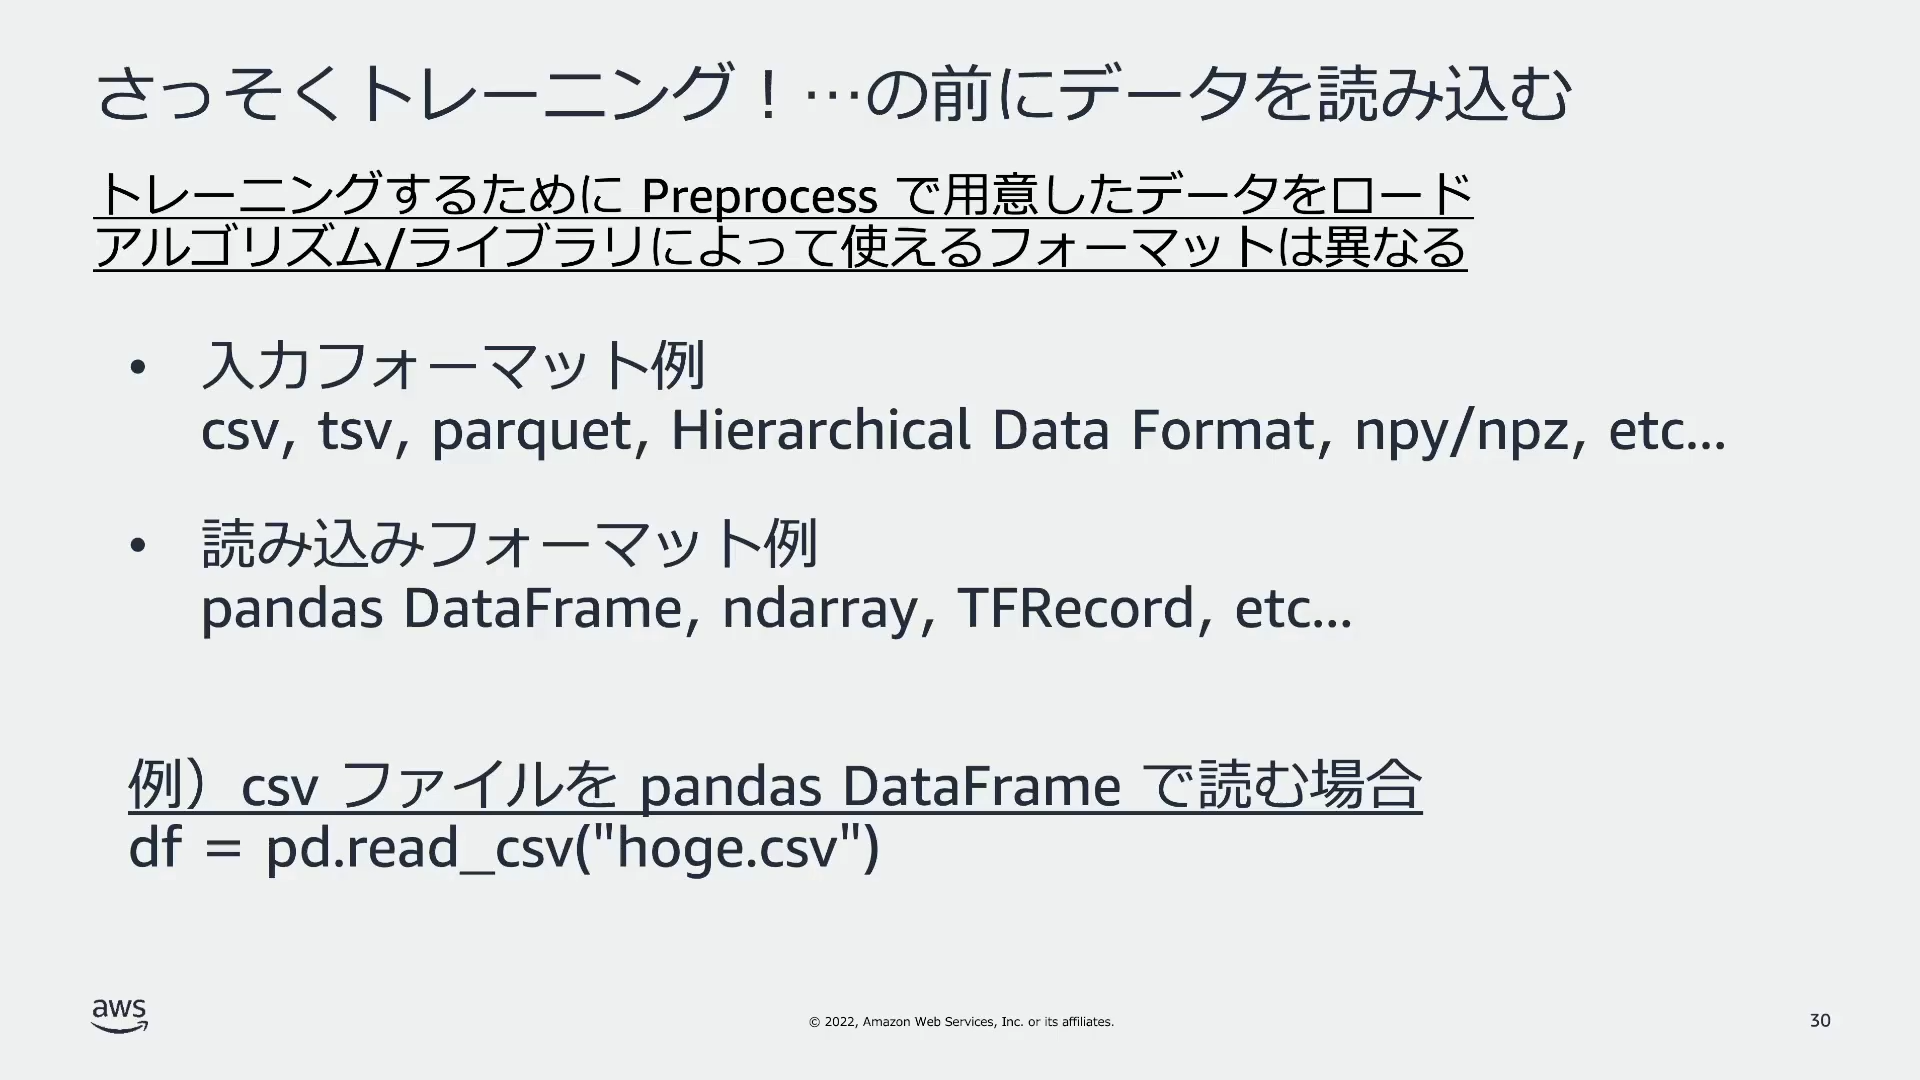 さっそくトレーニング！…の前にデータを読み込む
トレーニングするために Preprocess で用意したデータをロード
アルゴリズム/ライブラリによって使えるフォーマットは異なる
• 入力フォーマット例
csv, tsv, parquet, Hierarchical Data Format, npy/npz, etc...
• 読み込みフォーマット例
pandas DataFrame, ndarray, TFRecord, etc...
例）csv ファイルを pandas DataFrame で読む場合
df = pd.read_csv("hoge.csv")
aws
© 2022, Amazon Web Services, Inc. or its affiliates.
30